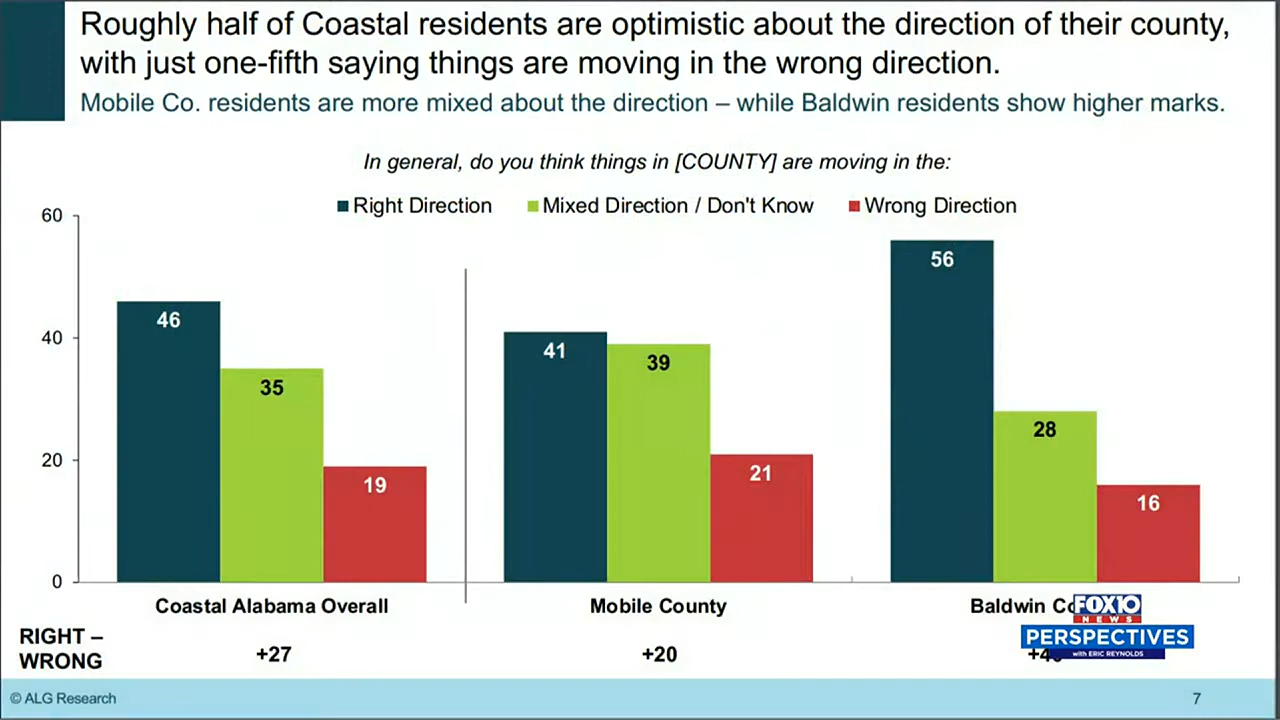 Roughly half of Coastal residents are optimistic about the direction of their county,
with just one-fifth saying things are moving in the wrong direction.
Mobile Co. residents are more mixed about the direction – while Baldwin residents show higher marks.
In general, do you think things in [COUNTY] are moving in the:
Right Direction Mixed Direction / Don't Know Wrong Direction
60
40
20
0
46 35 19
41 39 21
56 28 16
Coastal Alabama Overall Mobile County Baldwin
FOX10
NEWS
PERSPECTIVES
with ERIC REYNOLDS
RIGHT –
WRONG
+27 +20
© ALG Research 7